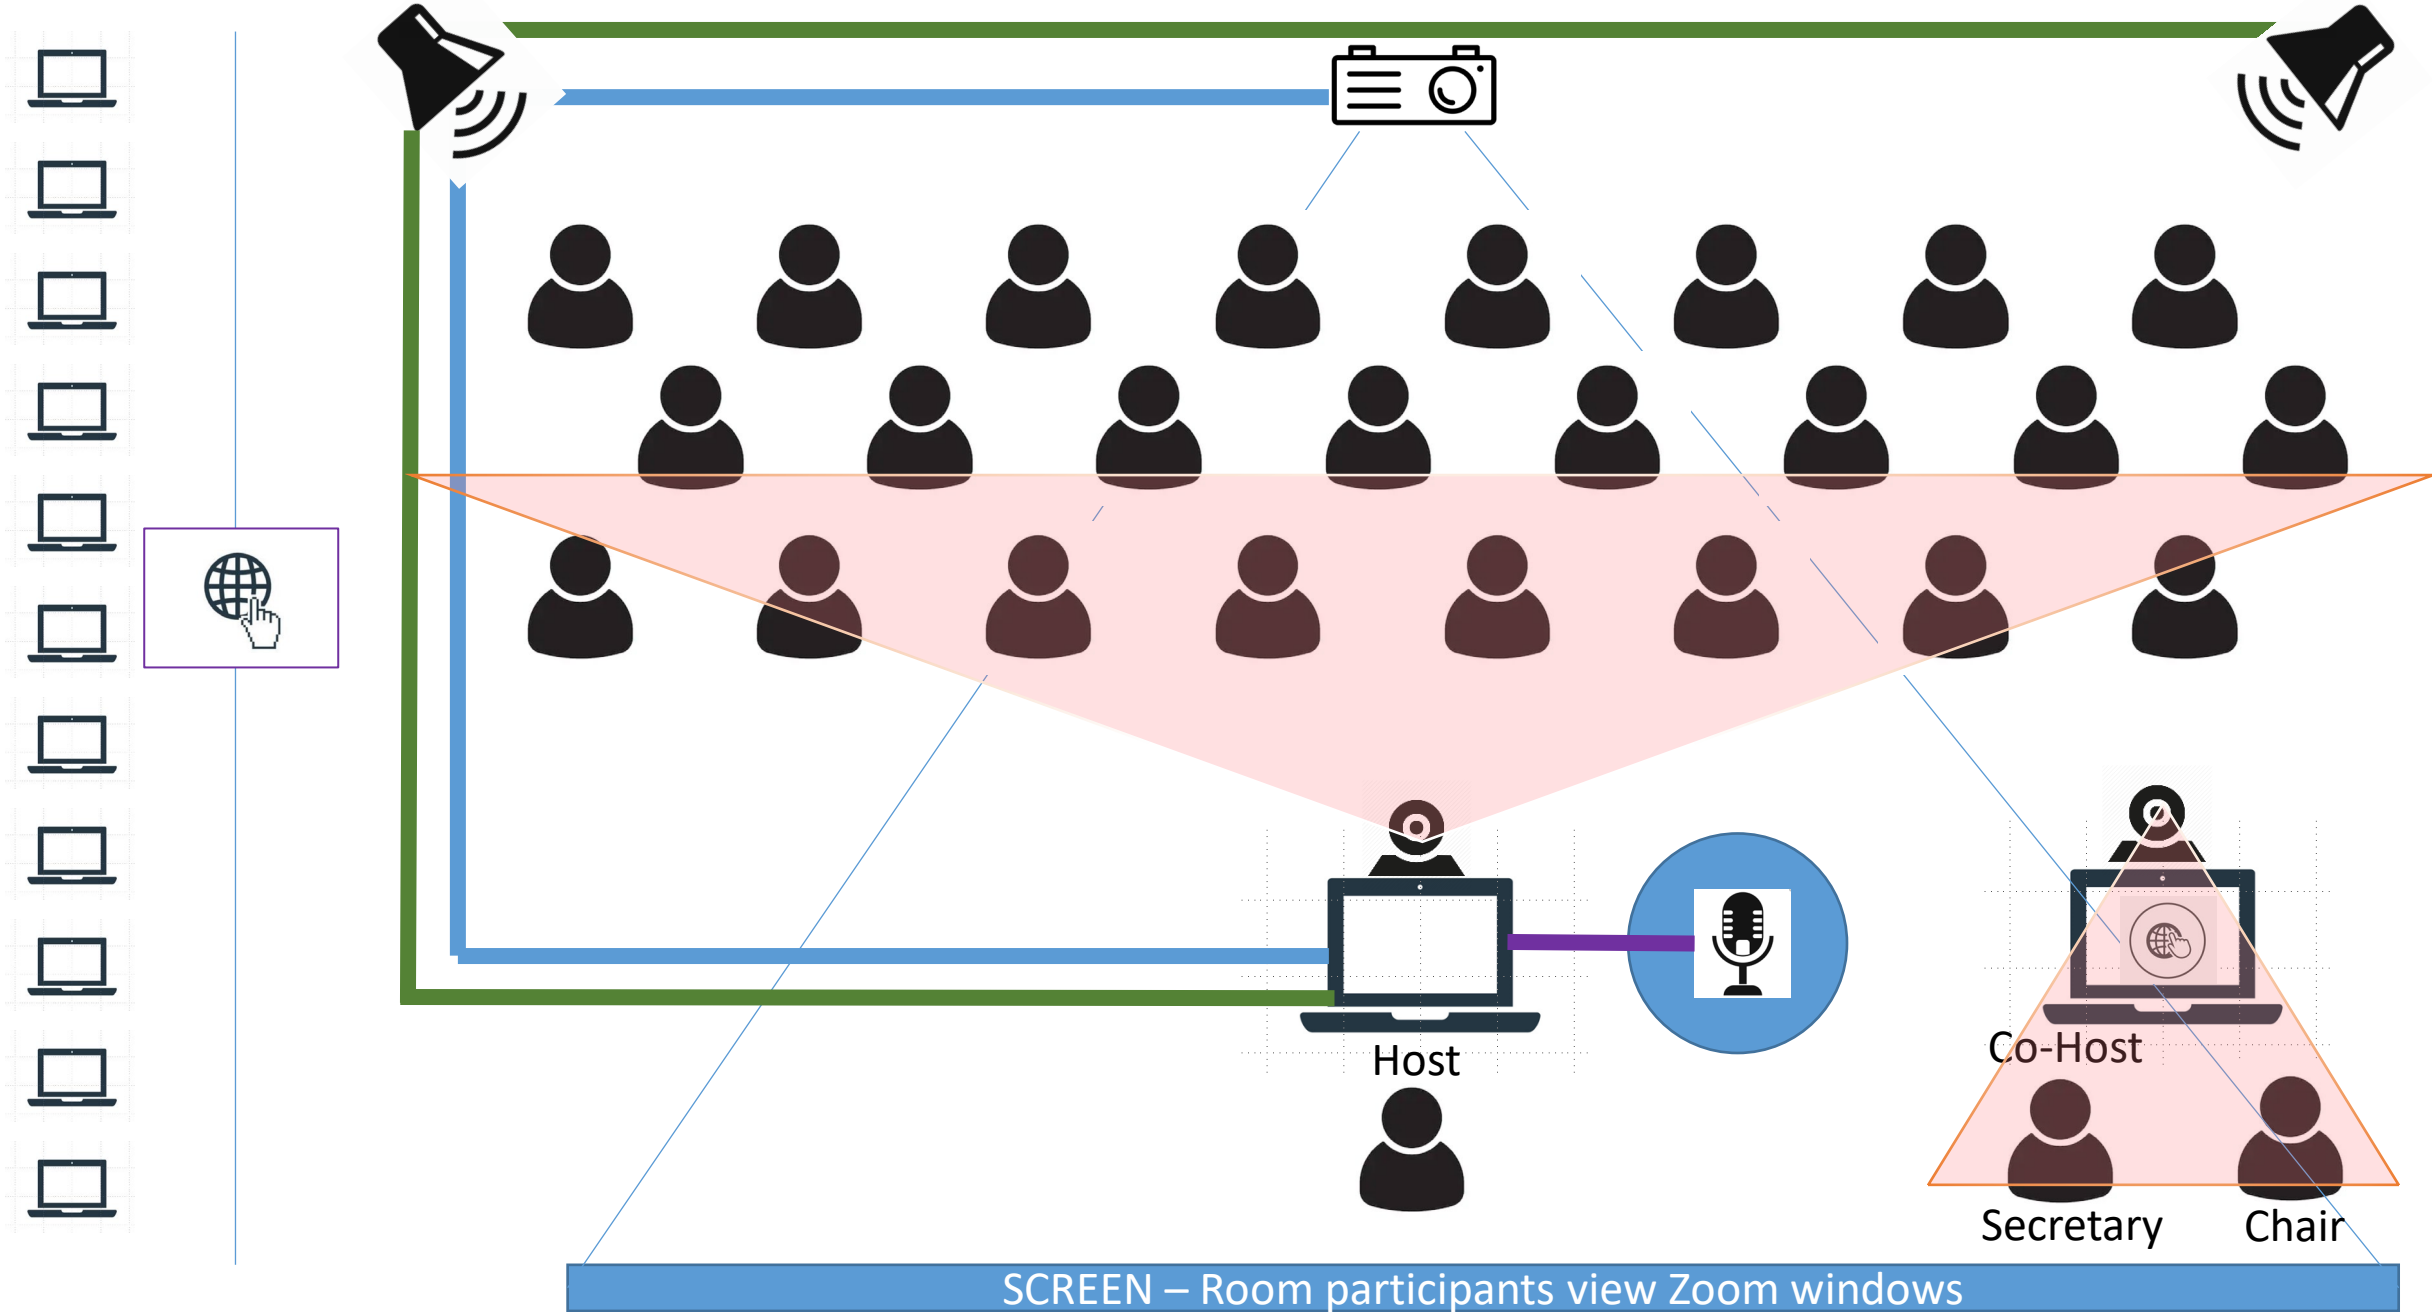 Host
Co-Host
Secretary
Chair
SCREEN – Room participants view Zoom windows